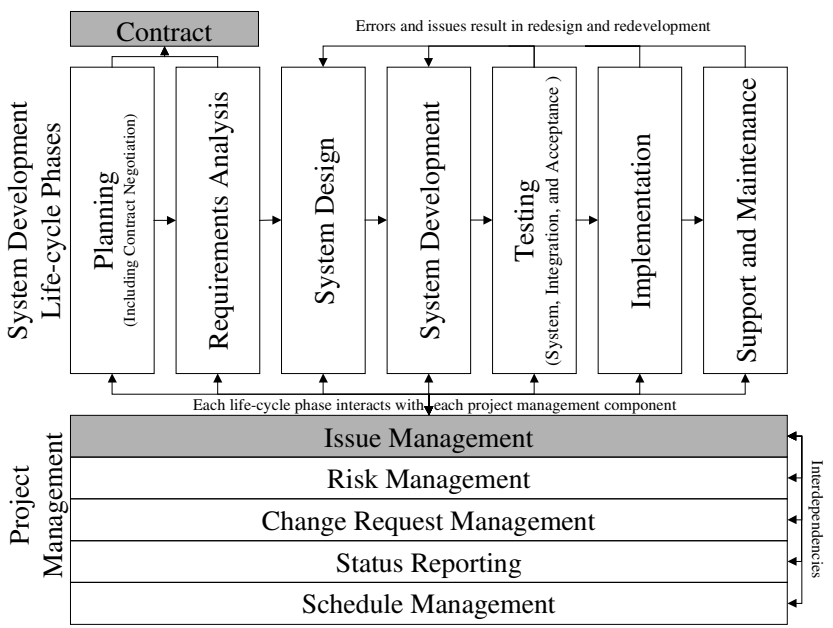 Contract
Errors and issues result in redesign and redevelopment
System Development
Life-cycle Phases
Planning
(Including Contract Negotiation)
Requirements Analysis
System Design
System Development
Testing
(System, Integration, and Acceptance )
Implementation
Support and Maintenance
Each life-cycle phase interacts with each project management component
Project
Management
Issue Management
Risk Management
Change Request Management
Status Reporting
Schedule Management
Interdependencies